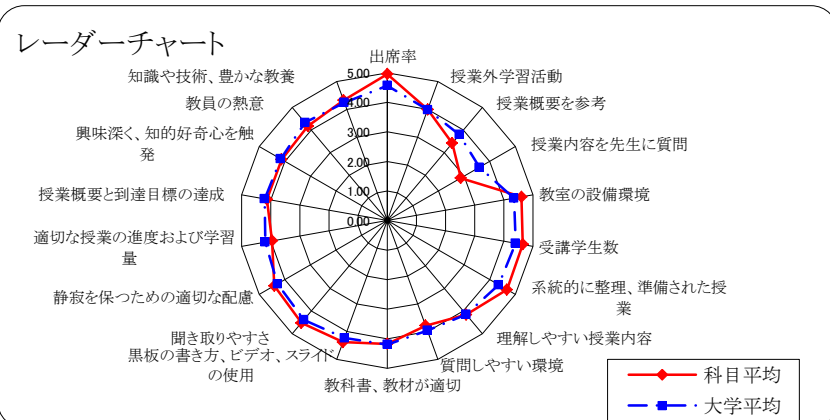 レーダーチャート
出席率
授業外学習活動
授業概要を参考
授業内容を先生に質問
教室の設備環境
受講学生数
系統的に整理、準備された授
業
理解しやすい授業内容
質問しやすい環境
教科書、教材が適切
黒板の書き方、ビデオ、スライド
の使用
聞き取りやすさ
静寂を保つための適切な配慮
適切な授業の進度および学習
量
授業概要と到達目標の達成
興味深く、知的好奇心を触
発
教員の熱意
知識や技術、豊かな教養
5.00
4.00
3.00
2.00
1.00
0.00
科目平均
大学平均